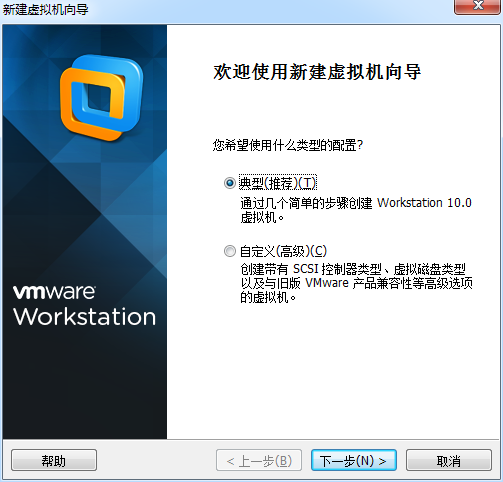 新建虚拟机向导
欢迎使用新建虚拟机向导
您希望使用什么类型的配置?
典型(推荐)(T)
通过几个简单的步骤创建 Workstation 10.0
虚拟机。
自定义(高级)(C)
创建带有 SCSI 控制器类型、虚拟磁盘类型
以及与旧版 VMware 产品兼容性等高级选项
的虚拟机。
vmware
Workstation
帮助
< 上一步(B)
下一步(N) >
取消